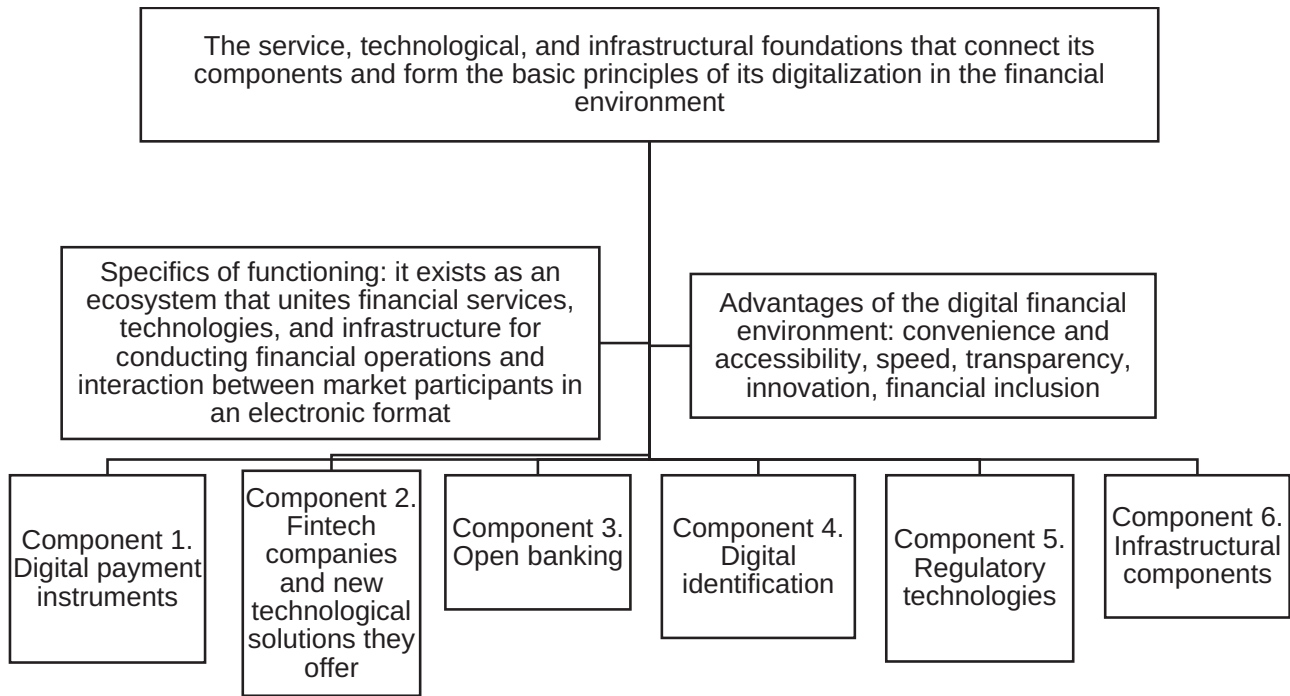 The service, technological, and infrastructural foundations that connect its
components and form the basic principles of its digitalization in the financial
environment
Specifics of functioning: it exists as an
ecosystem that unites financial services,
technologies, and infrastructure for
conducting financial operations and
interaction between market participants in
an electronic format
Advantages of the digital financial
environment: convenience and
accessibility, speed, transparency,
innovation, financial inclusion
Component 1.
Digital payment
instruments
Component 2.
Fintech
companies
and new
technological
solutions they
offer
Component 3.
Open banking
Component 4.
Digital
identification
Component 5.
Regulatory
technologies
Component 6.
Infrastructural
components